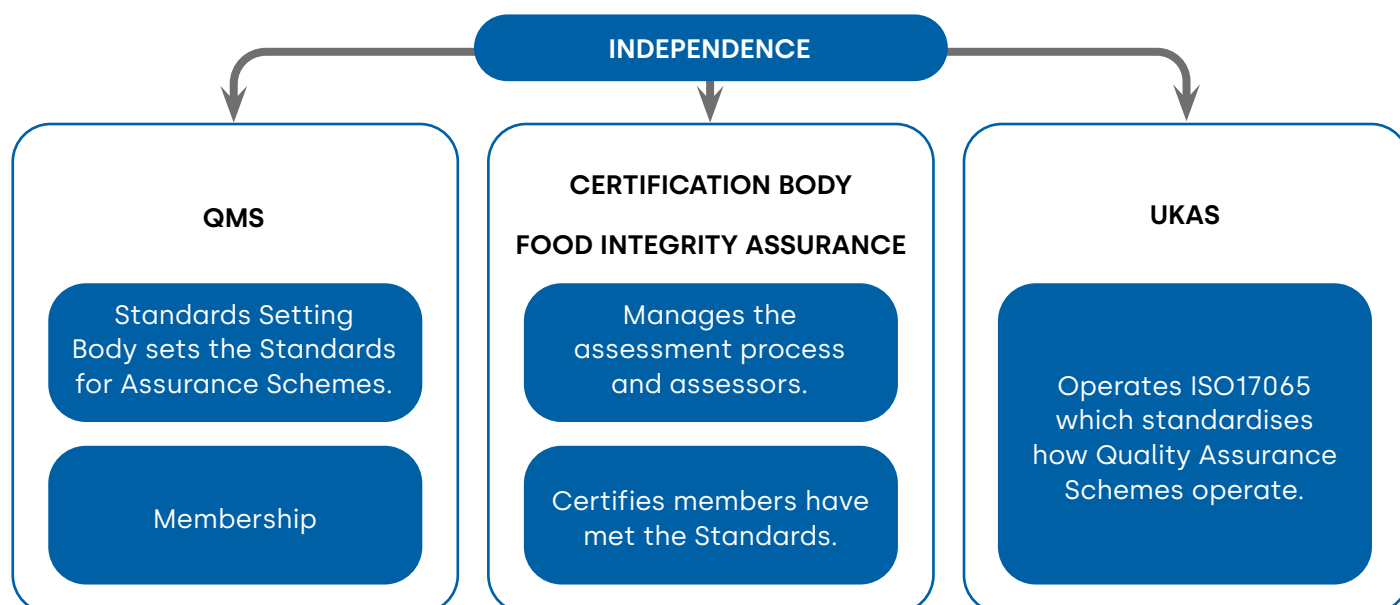 INDEPENDENCE
QMS
Standards Setting
Body sets the Standards
for Assurance Schemes.
Membership
CERTIFICATION BODY
FOOD INTEGRITY ASSURANCE
Manages the
assessment process
and assessors.
Certifies members have
met the Standards.
UKAS
Operates ISO17065
which standardises
how Quality Assurance
Schemes operate.